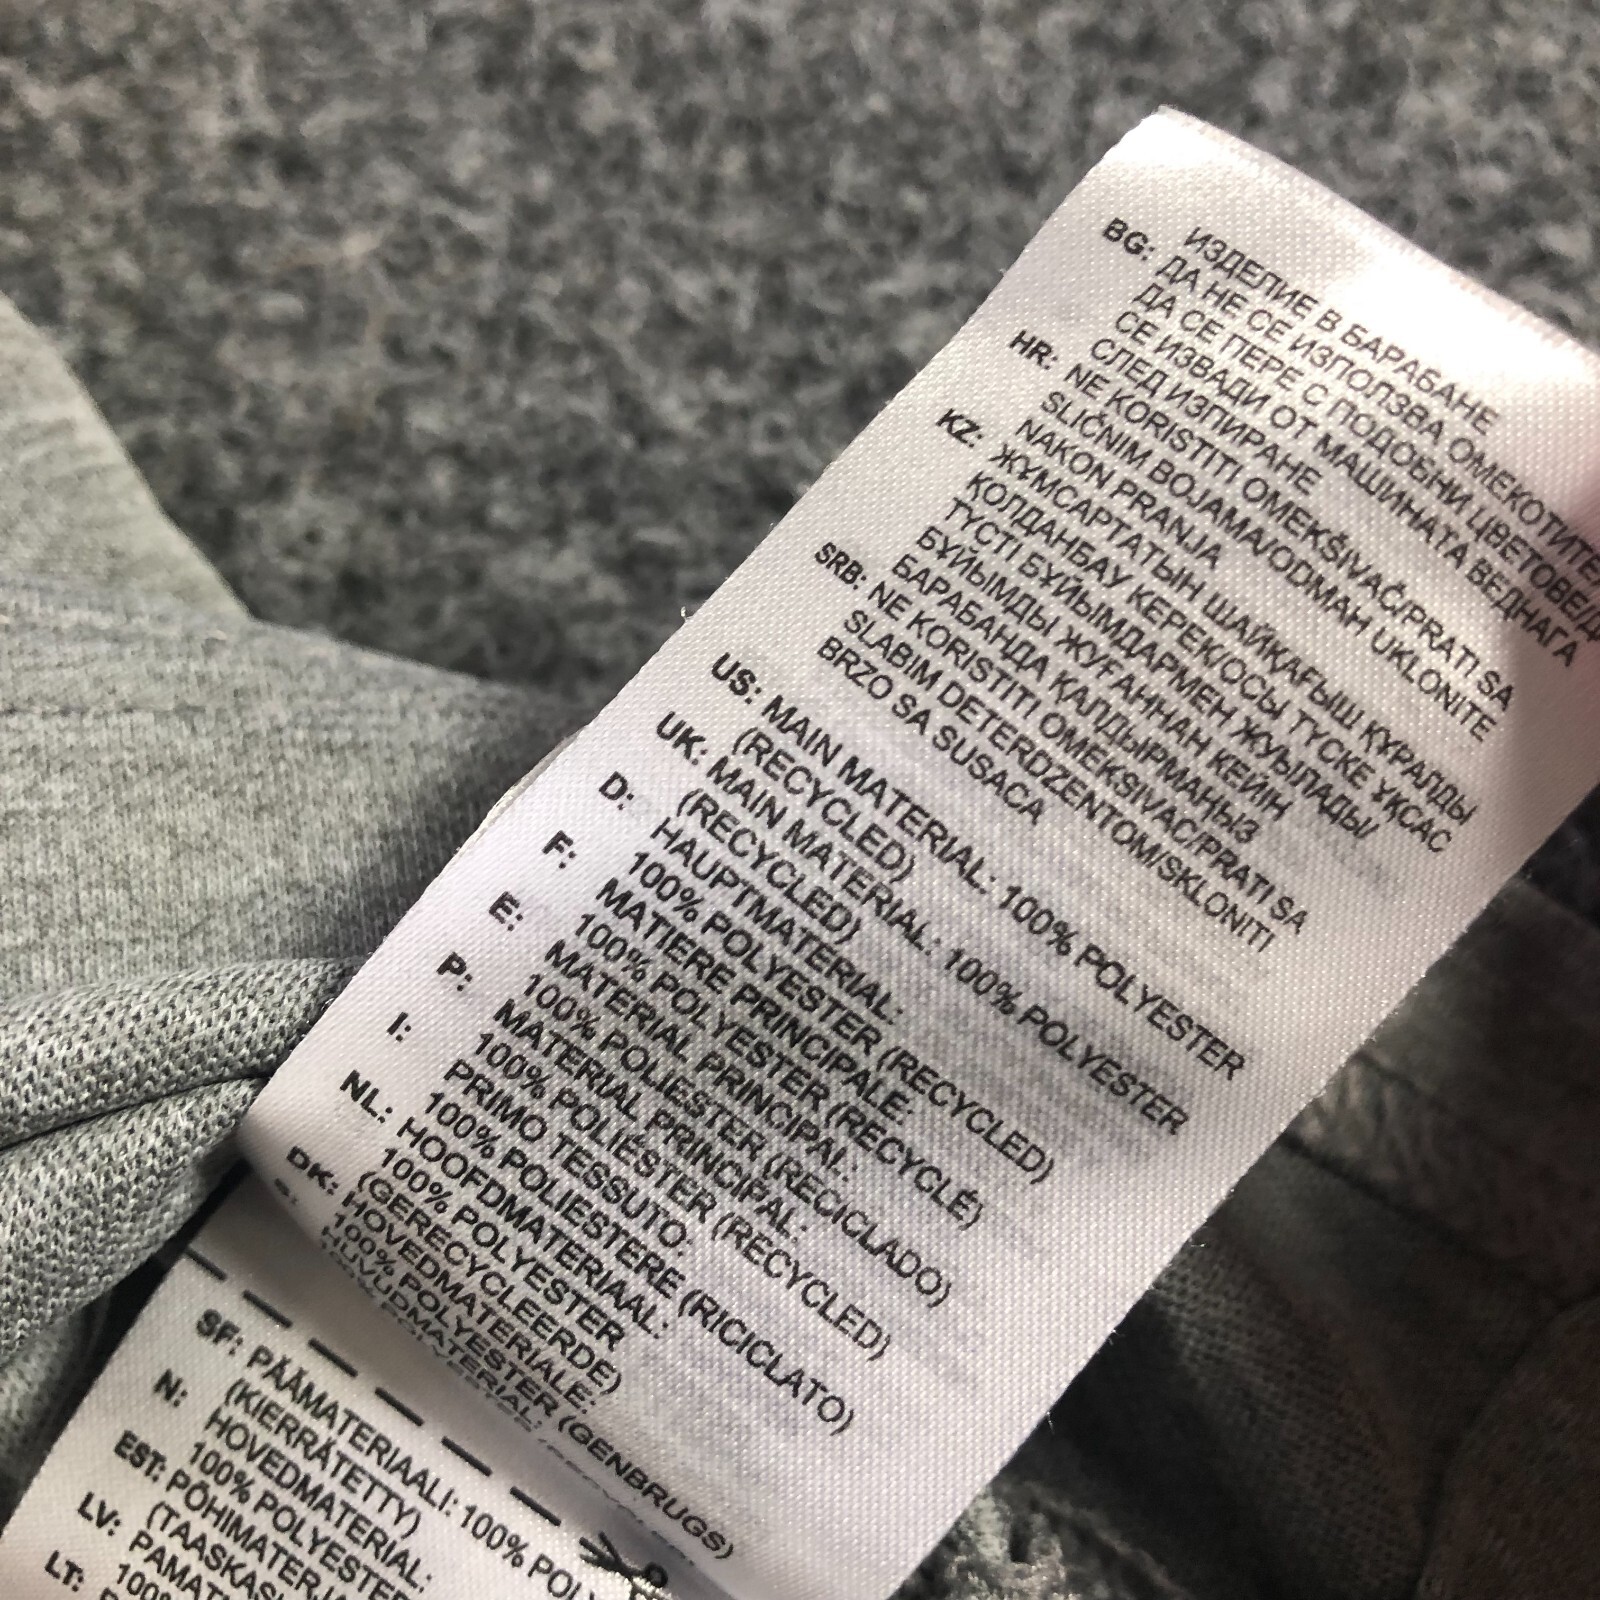 ИЗДЕЛИЕ В БАРАБАНЕ
BG: ДА НЕ СЕ ИЗПОЛЗВА
ДА СЕ ПЕРЕ С ПОДОБНИ ЦВЕТОВЕ/
СЕ ИЗВАДИ ОТ МАШИНАТА ВЕДНАГА
СЛЕД ИЗПИРАНЕ
HR: NE KORISTITI OMEKŠIVAČ/PRATI SA
SLIČNIM BOJAMA/ODMAH UKLONITE
NAKON PRANJA
KZ: ЖҰМСАРТАТЫН ШАЙҚАҒЫШ ҚҰРАЛДЫ
ҚОЛДАНБАУ КЕРЕК/ОСЫ ТҮСКЕ ҰҚСАС
ТҮСТІ БҰЙЫМДАРМЕН ЖУЫЛАДЫ/
БҰЙЫМДЫ ЖУҒАННАН КЕЙІН
БАРАБАНДА ҚАЛДЫРМАҢЫЗ
SRB: NE KORISTITI OMEKSIVAC/PRATI SA
SLABIM DETERDZENTOM/SKLONITI
BRZO SA SUSACA
US: MAIN MATERIAL: 100% POLYESTER
(RECYCLED)
UK: MAIN MATERIAL: 100% POLYESTER
(RECYCLED)
D: HAUPTMATERIAL:
100% POLYESTER (RECYCLED)
F: MATIERE PRINCIPALE:
100% POLYESTER (RECYCLÉ)
E: MATERIAL PRINCIPAL:
100% POLIESTER (RECICLADO)
P: MATERIAL PRINCIPAL:
100% POLIÉSTER (RECYCLED)
I: PRIMO TESSUTO:
100% POLIESTERE (RICICLATO)
NL: HOOFDMATERIAAL:
100% POLYESTER
(GERECYCLEERDE)
DK: HOVEDMATERIALE:
100% POLYESTER (GENBRUGS)
SF: PÄÄMATERIAALI: 100%
(KIERRÄTETTY)
N: HOVEDMATERIAL:
100% POLYESTER
EST:
LV:
LT: